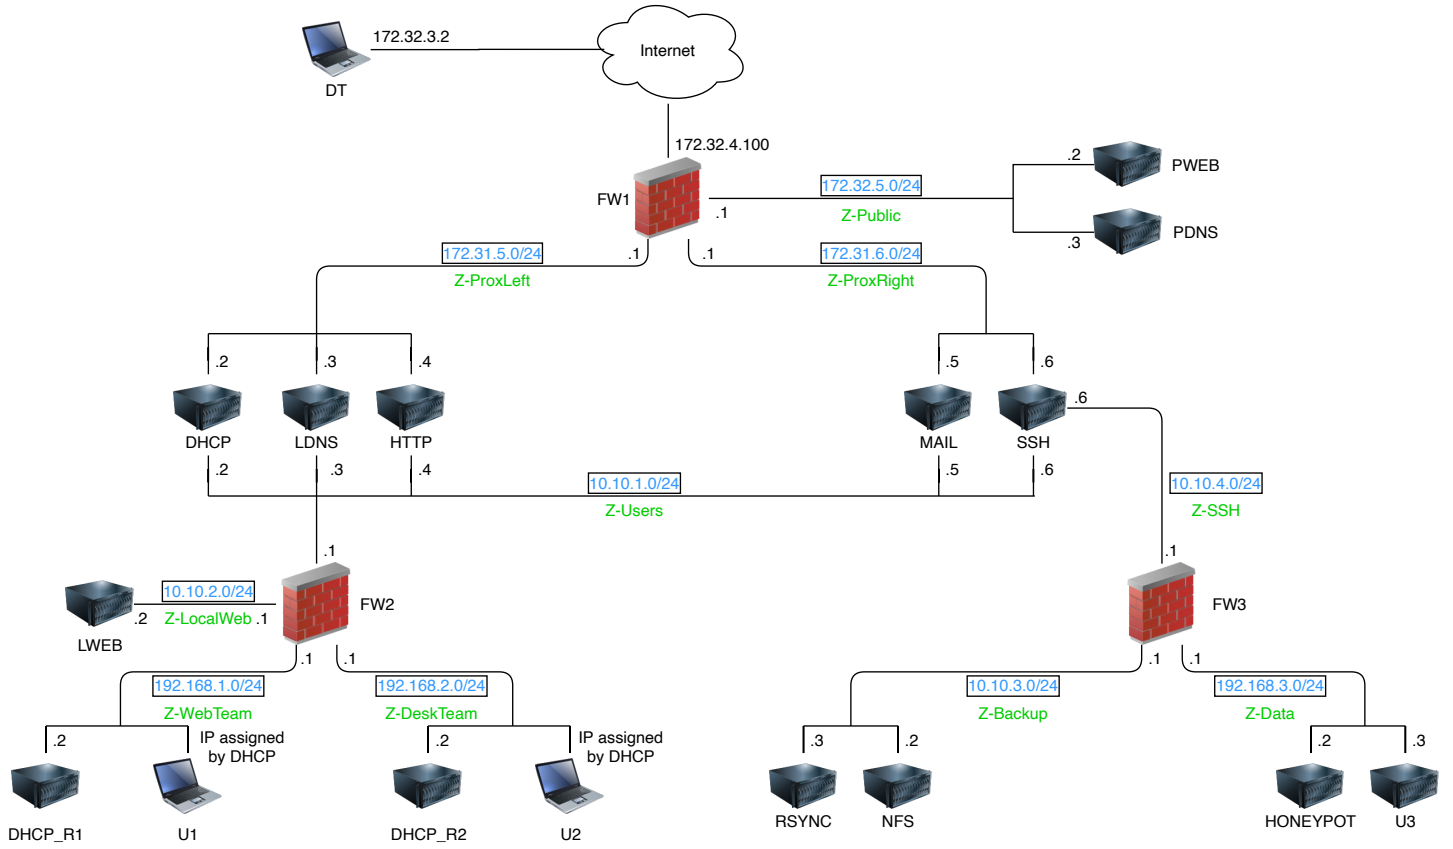 172.32.3.2
Internet
DT
172.32.4.100
.2
PWEB
172.32.5.0/24
FW1
.1
Z-Public
.3
PDNS
172.31.5.0/24
.1
.1
172.31.6.0/24
Z-ProxLeft
Z-ProxRight
.2
.3
.4
.5
.6
.6
DHCP
LDNS
HTTP
MAIL
SSH
.2
.3
.4
.5
.6
10.10.1.0/24
10.10.4.0/24
Z-Users
Z-SSH
.1
.1
10.10.2.0/24
FW2
FW3
.2
Z-LocalWeb
.1
LWEB
.1
.1
.1
.1
192.168.1.0/24
192.168.2.0/24
10.10.3.0/24
192.168.3.0/24
Z-WebTeam
Z-DeskTeam
Z-Backup
Z-Data
.2
IP assigned
by DHCP
.2
IP assigned
by DHCP
.3
.2
.2
.3
DHCP_R1
U1
DHCP_R2
U2
RSYNC
NFS
HONEYPOT
U3